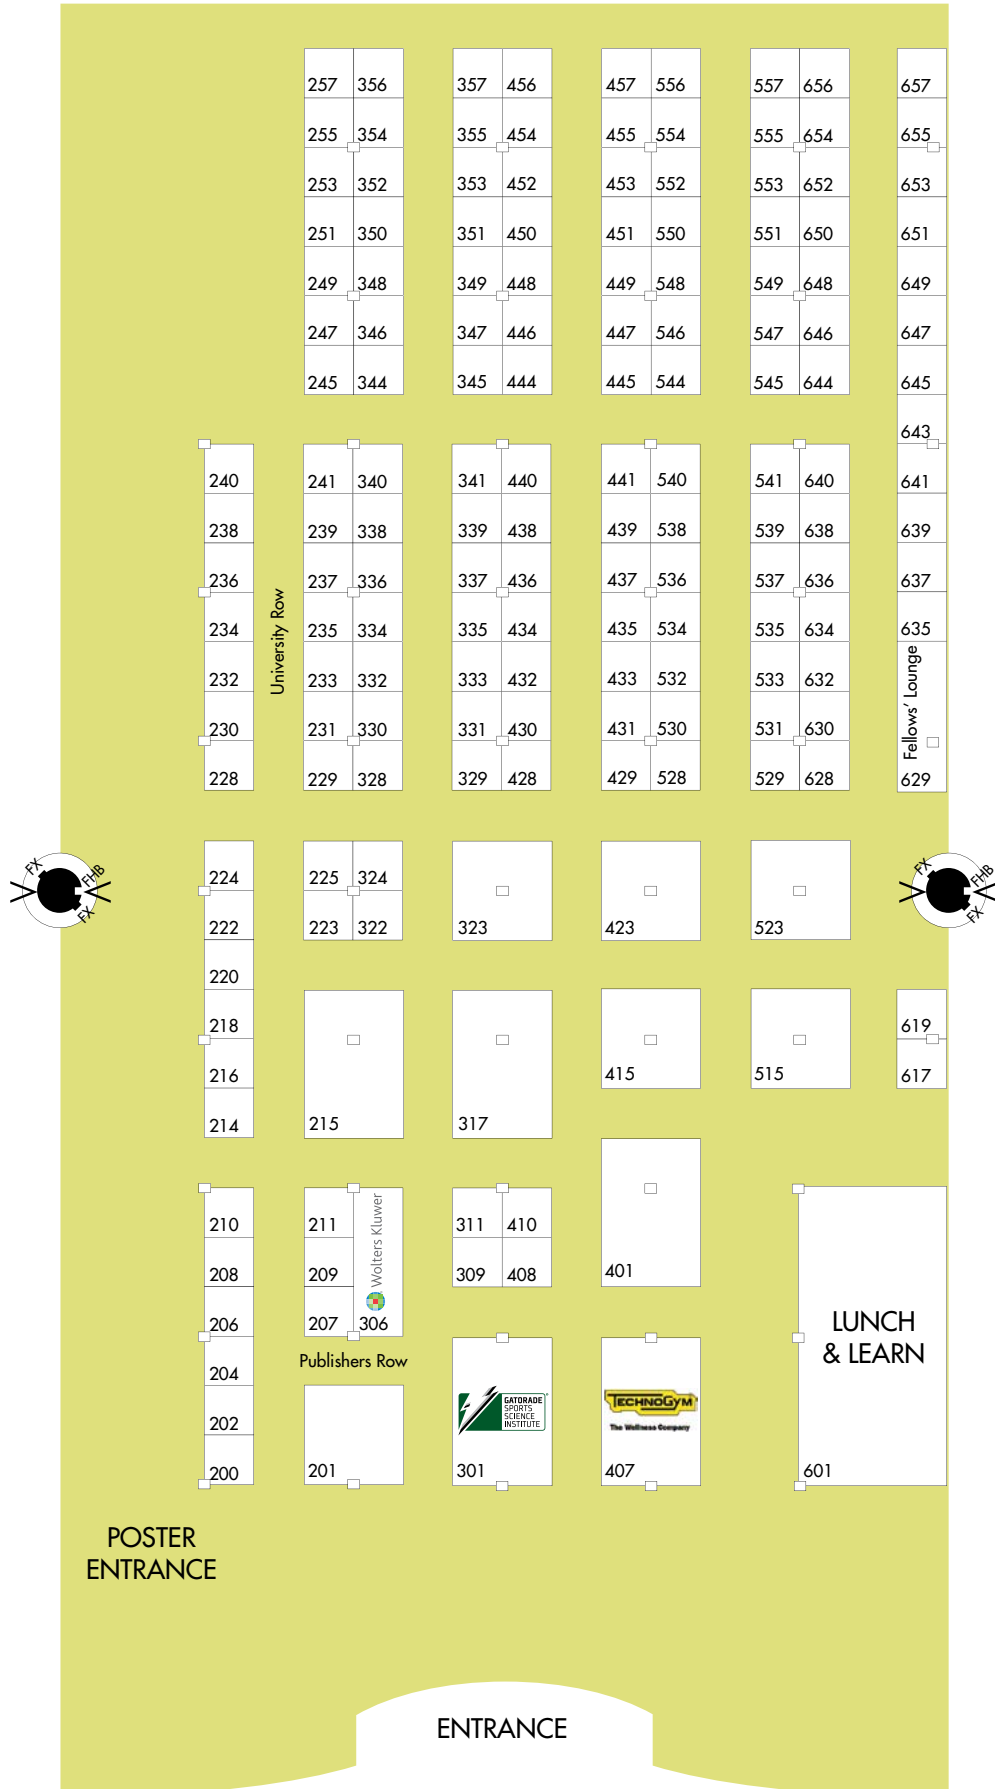 257 356 357 456 457 556 557 656 657
255 354 355 454 455 554 555 654 655
253 352 353 452 453 552 553 652 653
251 350 351 450 451 550 551 650 651
249 348 349 448 449 548 549 648 649
247 346 347 446 447 546 547 646 647
245 344 345 444 445 544 545 644 645
643
240 241 340 341 440 441 540 541 640 641
238 239 338 339 438 439 538 539 638 639
236 237 336 337 436 437 536 537 636 637
234 235 334 335 434 435 534 535 634 635
University Row
232 233 332 333 432 433 532 533 632
Fellows' Lounge
230 231 330 331 430 431 530 531 630
228 229 328 329 428 429 528 529 628 629
FX FHB FX
FX FHB FX
224 225 324
222 223 322 323 423 523
220
218 619
216 415 515 617
214 215 317
210 211 311 410
Wolters Kluwer
208 209 309 408 401
206 207 306
LUNCH
& LEARN
Publishers Row
204
202
GATORADE
SPORTS
SCIENCE
INSTITUTE
TECHNOGYM
The Wellness Company
200 201 301 407 601
POSTER
ENTRANCE
ENTRANCE